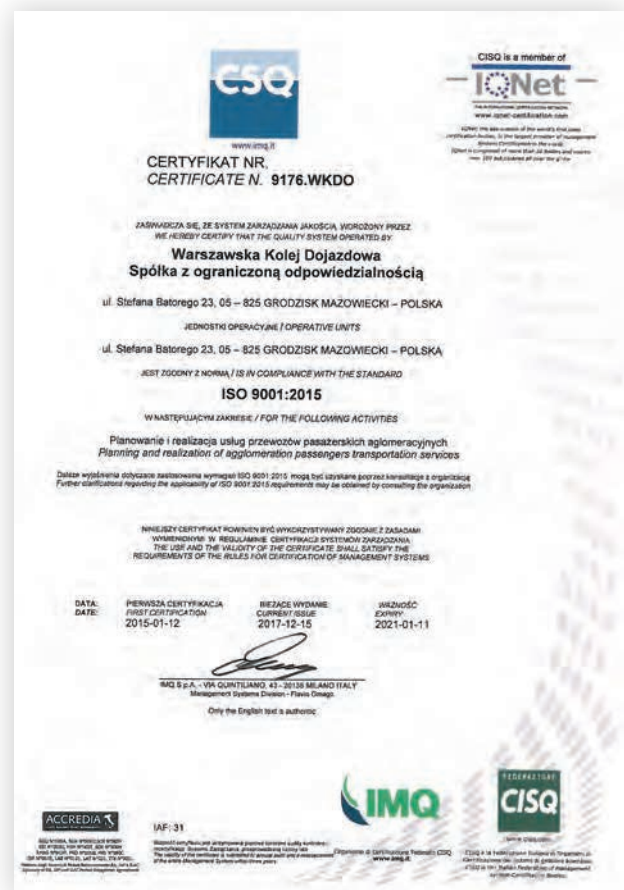 CSQ
www.imq.it
CISQ is a member of
IQNet
THE INTERNATIONAL CERTIFICATION NETWORK
www.iqnet-certification.com
CERTYFIKAT NR.
CERTIFICATE N. 9176.WKDO
ZAŚWIADCZA SIĘ, ŻE SYSTEM ZARZĄDZANIA JAKOŚCIĄ, WDROŻONY PRZEZ
WE HEREBY CERTIFY THAT THE QUALITY SYSTEM OPERATED BY
Warszawska Kolej Dojazdowa
Spółka z ograniczoną odpowiedzialnością
ul. Stefana Batorego 23, 05 – 825 GRODZISK MAZOWIECKI – POLSKA
JEDNOSTKI OPERACYJNE / OPERATIVE UNITS
ul. Stefana Batorego 23, 05 – 825 GRODZISK MAZOWIECKI – POLSKA
JEST ZGODNY Z NORMĄ / IS IN COMPLIANCE WITH THE STANDARD
ISO 9001:2015
W NASTĘPUJĄCYM ZAKRESIE / FOR THE FOLLOWING ACTIVITIES
Planowanie i realizacja usług przewozów pasażerskich aglomeracyjnych
Planning and realization of agglomeration passengers transportation services
Dalsze wyjaśnienia dotyczące zastosowania wymagań ISO 9001:2015 mogą być uzyskane poprzez konsultacje z organizacją
Further clarifications regarding the applicability of ISO 9001:2015 requirements may be obtained by consulting the organization
NINIEJSZY CERTYFIKAT POWINIEN BYĆ WYKORZYSTYWANY ZGODNIE Z ZASADAMI
WYMIENIONYMI W REGULAMINIE CERTYFIKACJI SYSTEMÓW ZARZĄDZANIA
THE USE AND THE VALIDITY OF THE CERTIFICATE SHALL SATISFY THE
REQUIREMENTS OF THE RULES FOR CERTIFICATION OF MANAGEMENT SYSTEMS
DATA: PIERWSZA CERTYFIKACJA BIEŻĄCE WYDANIE WAŻNOŚĆ
DATE: FIRST CERTIFICATION CURRENT ISSUE EXPIRY
2015-01-12 2017-12-15 2021-01-11
IMQ S.p.A. - VIA QUINTILIANO, 43 - 20138 MILANO ITALY
Management Systems Division - Flavio Ornago
Only the English text is authentic
ACCREDIA
IAF: 31
IMQ
www.imq.it
FEDERAZIONE
CISQ
www.cisq.com